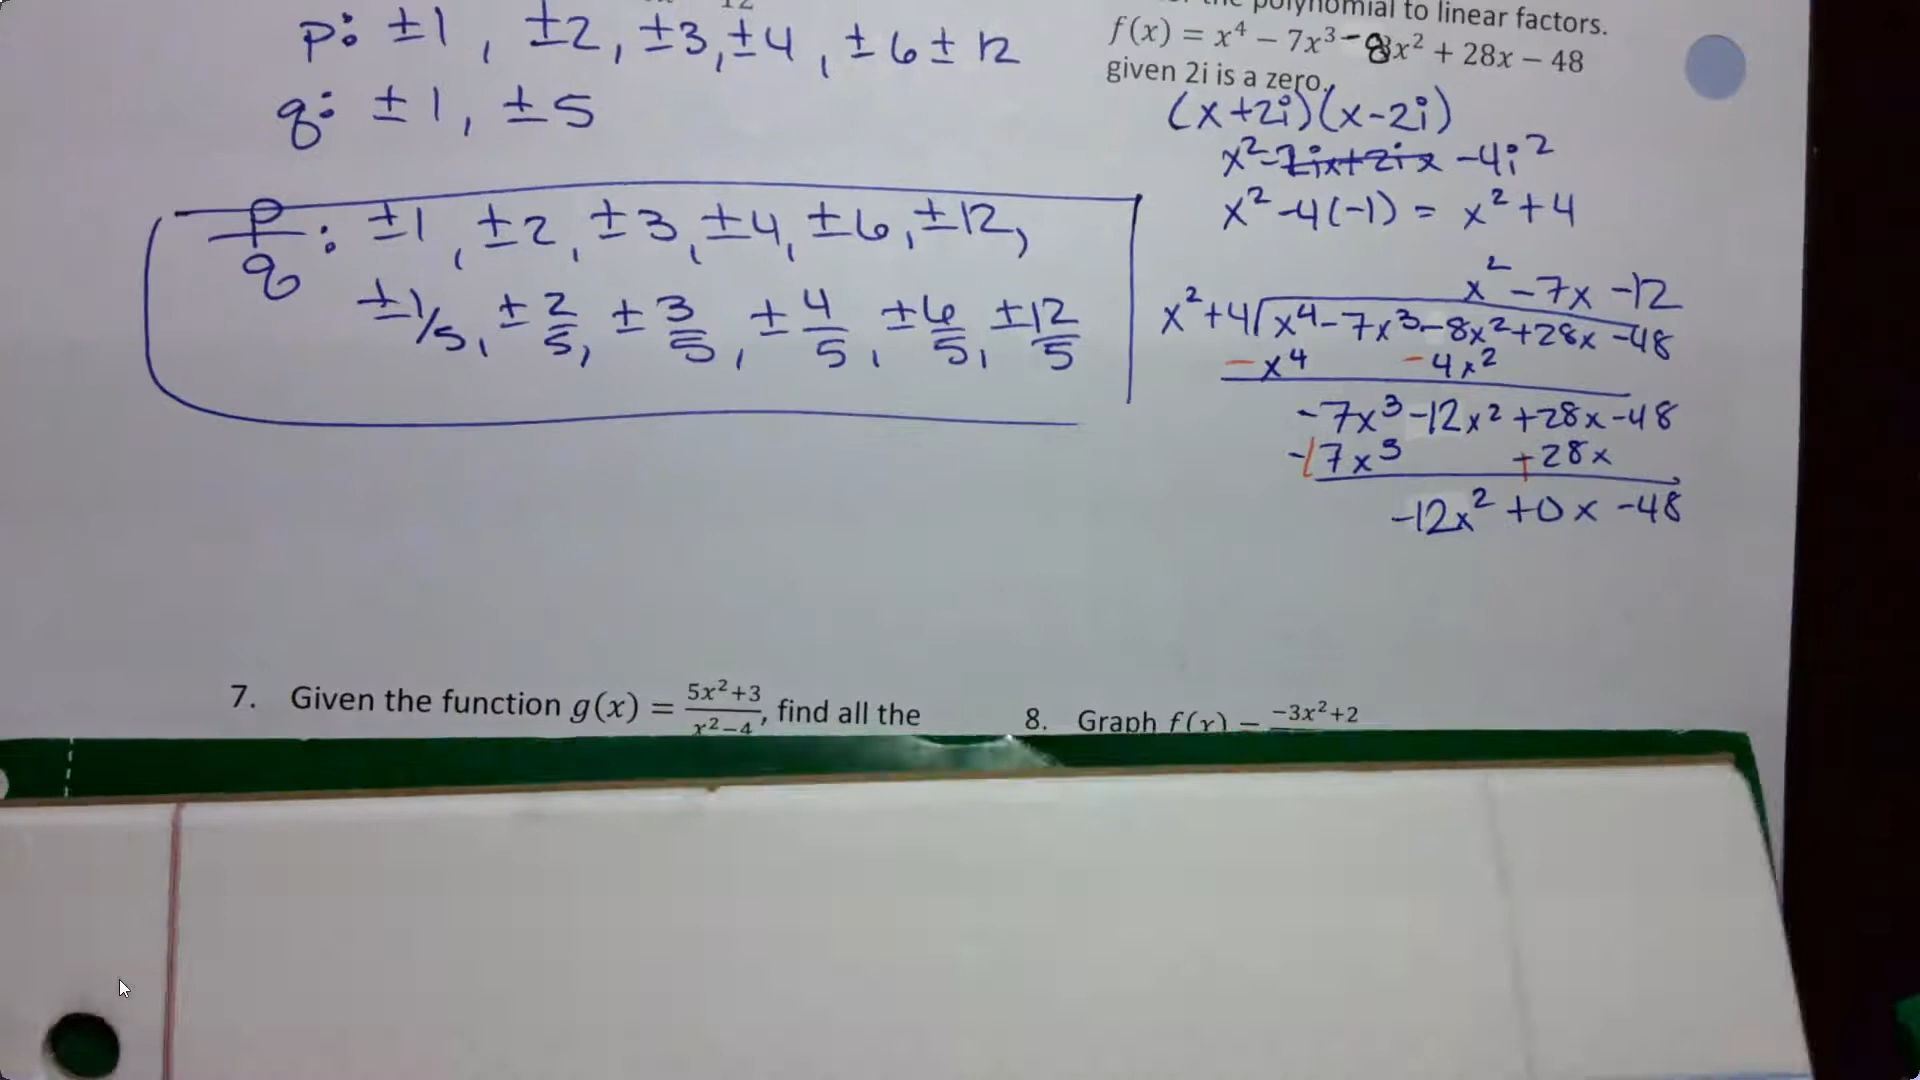 p: ±1, ±2, ±3, ±4, ±6 ±12
q: ±1, ±5
p/q: ±1, ±2, ±3, ±4, ±6, ±12,
±1/5, ±2/5, ±3/5, ±4/5, ±6/5, ±12/5
polynomial to linear factors.
f(x) = x⁴ − 7x³ − 8x² + 28x − 48
given 2i is a zero.
(x+2i)(x-2i)
x² -2ix+2ix -4i²
x² -4(-1) = x²+4
x² -7x -12
x²+4 x⁴-7x³-8x²+28x-48
-x⁴ -4x²
-7x³-12x²+28x-48
-7x³ +28x
-12x²+0x-48
7. Given the function g(x) = (5x²+3)/(x²−4), find all the
8. Graph f(x) = −3x²+2